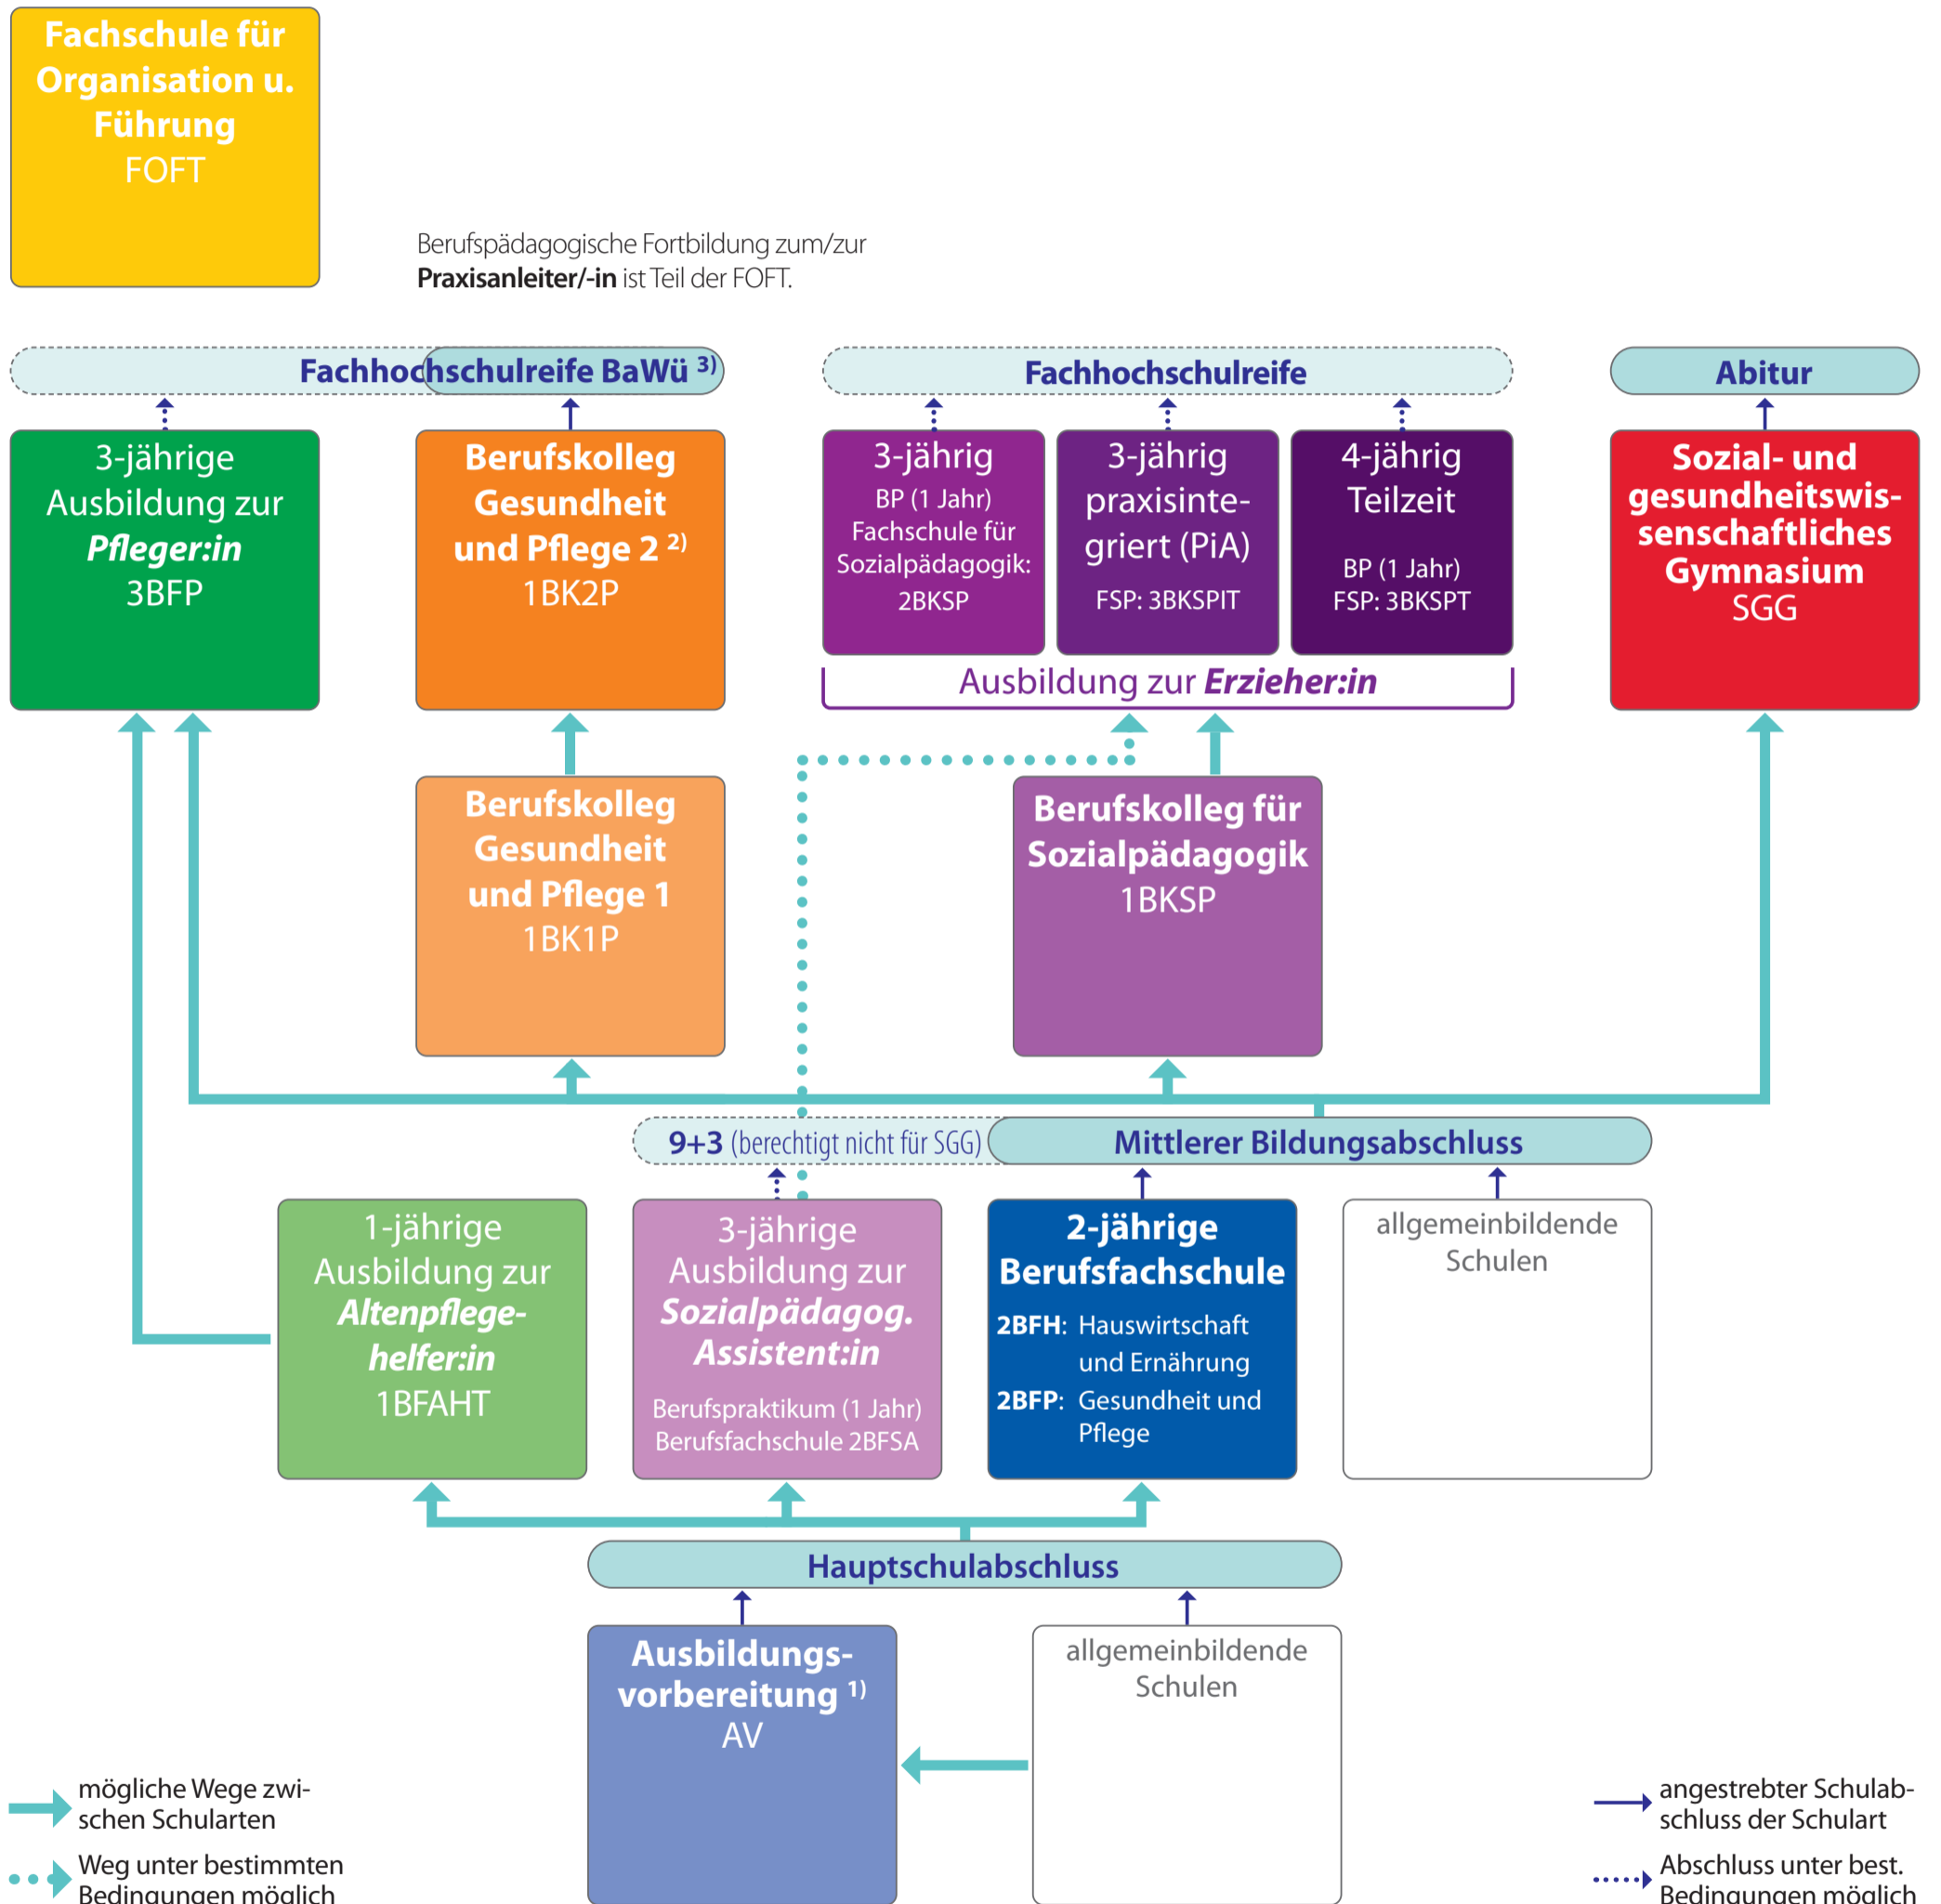 Fachschule für
Organisation u.
Führung
FOFT
Berufspädagogische Fortbildung zum/zur
Praxisanleiter/-in ist Teil der FOFT.
Fachhochschulreife BaWü 3)
Fachhochschulreife
Abitur
3-jährige
Ausbildung zur
Pfleger:in
3BFP
Berufskolleg
Gesundheit
und Pflege 2 2)
1BK2P
3-jährig
BP (1 Jahr)
Fachschule für
Sozialpädagogik:
2BKSP
3-jährig
praxisinte-
griert (PiA)
FSP: 3BKSPIT
4-jährig
Teilzeit
BP (1 Jahr)
FSP: 3BKSPT
Sozial- und
gesundheitswis-
senschaftliches
Gymnasium
SGG
Ausbildung zur Erzieher:in
Berufskolleg
Gesundheit
und Pflege 1
1BK1P
Berufskolleg für
Sozialpädagogik
1BKSP
9+3 (berechtigt nicht für SGG)
Mittlerer Bildungsabschluss
1-jährige
Ausbildung zur
Altenpflege-
helfer:in
1BFAHT
3-jährige
Ausbildung zur
Sozialpädagog.
Assistent:in
Berufspraktikum (1 Jahr)
Berufsfachschule 2BFSA
2-jährige
Berufsfachschule
2BFH: Hauswirtschaft
und Ernährung
2BFP: Gesundheit und
Pflege
allgemeinbildende
Schulen
Hauptschulabschluss
Ausbildungs-
vorbereitung 1)
AV
allgemeinbildende
Schulen
mögliche Wege zwi-
schen Schularten
Weg unter bestimmten
Bedingungen möglich
angestrebter Schulab-
schluss der Schulart
Abschluss unter best.
Bedingungen möglich